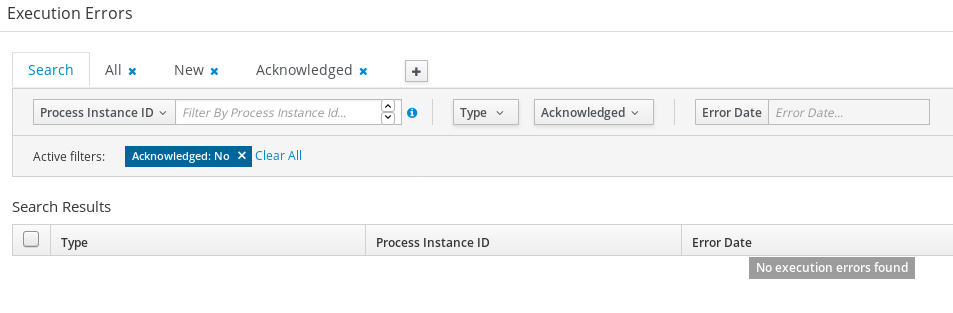 Execution Errors
Search All New Acknowledged
Process Instance ID Filter By Process Instance Id... Type Acknowledged Error Date Error Date...
Active filters: Acknowledged: No Clear All
Search Results
Type Process Instance ID Error Date
No execution errors found